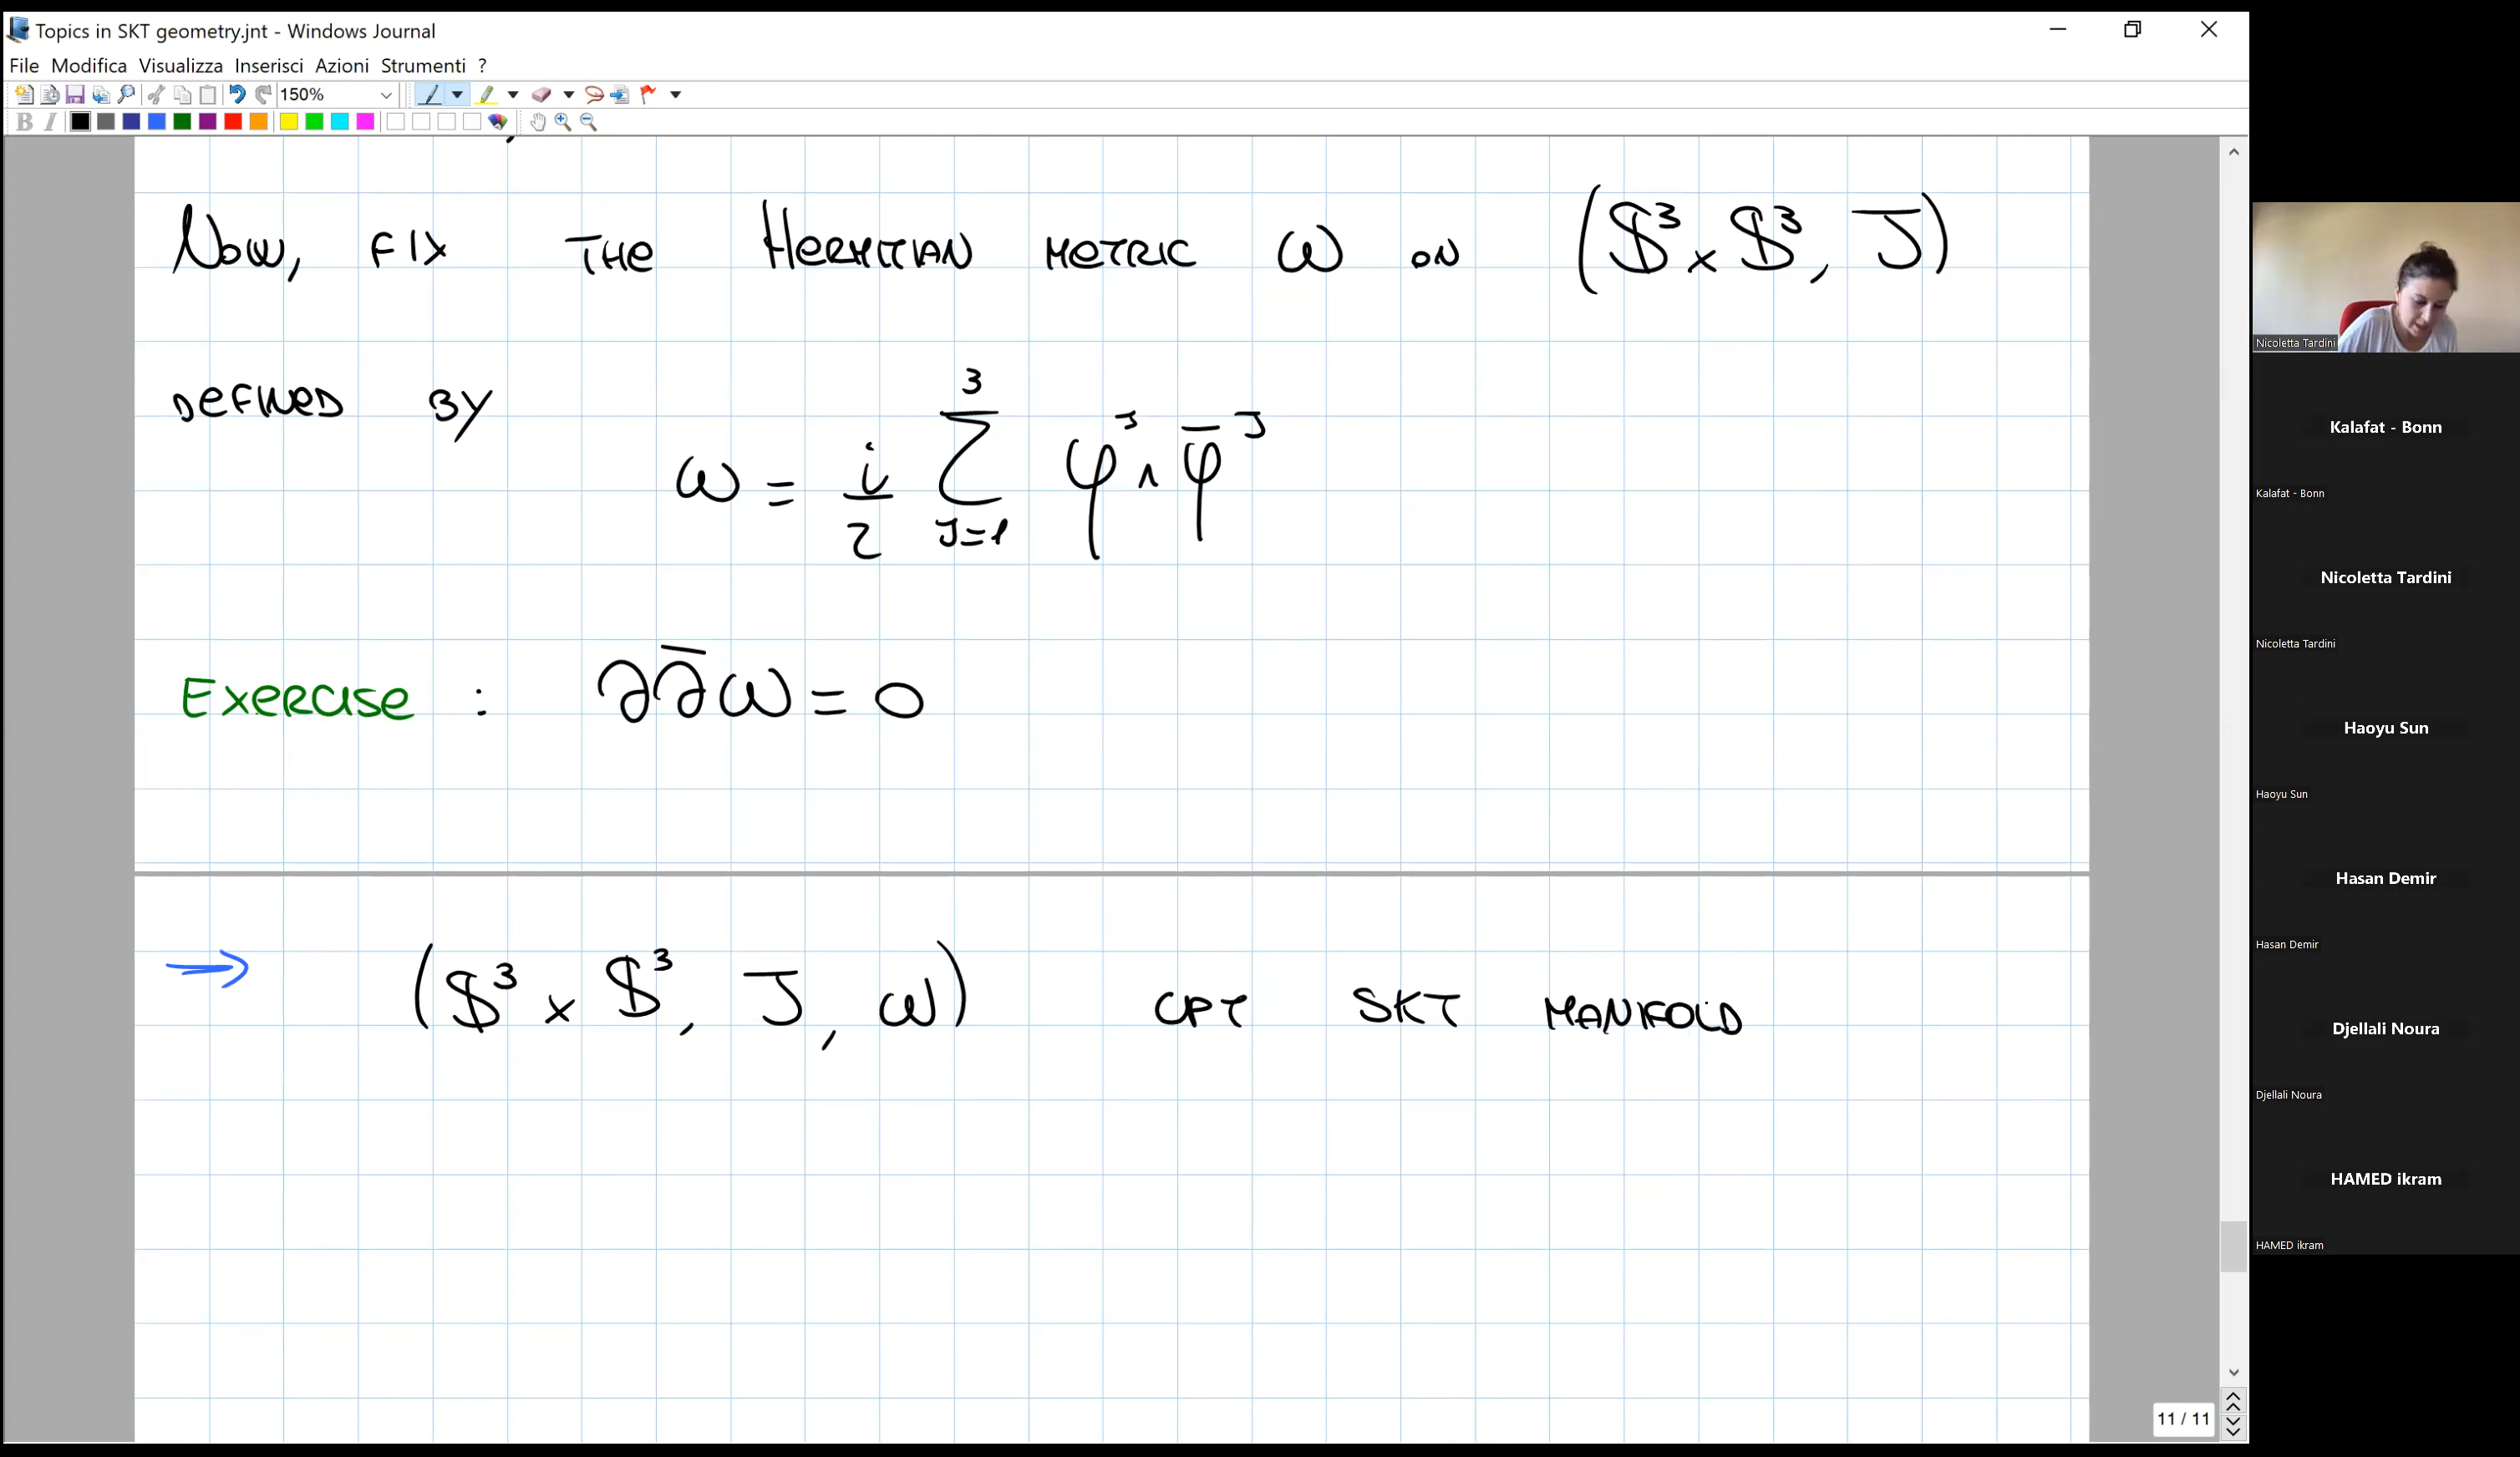 Topics in SKT geometry.jnt - Windows Journal
File Modifica Visualizza Inserisci Azioni Strumenti ?
150%
B I
Now, FIX THE HERMITIAN METRIC ω ON (𝕊³ × 𝕊³, J)
DEFINED BY
ω = i/2 ∑_{J=1}^{3} φ^J ∧ φ̄^J
Exercise : ∂∂̄ω = 0
→ (𝕊³ × 𝕊³, J, ω) CPT SKT MANIFOLD
11 / 11
Nicoletta Tardini
Kalafat - Bonn
Kalafat - Bonn
Nicoletta Tardini
Nicoletta Tardini
Haoyu Sun
Haoyu Sun
Hasan Demir
Hasan Demir
Djellali Noura
Djellali Noura
HAMED ikram
HAMED ikram